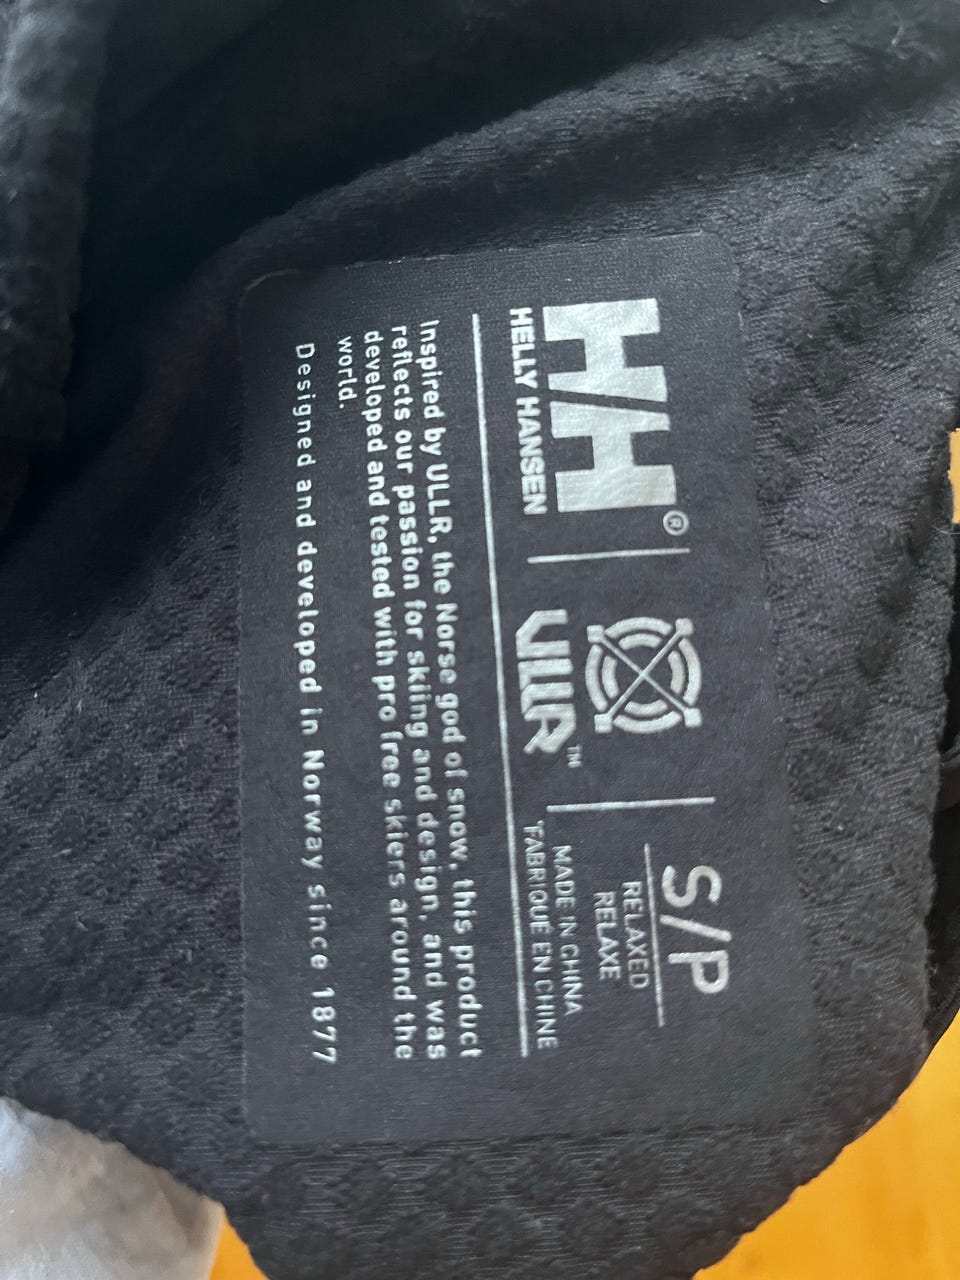 HH®
HELLY HANSEN
ULLR™
S/P
RELAXED
RELAXE
MADE IN CHINA
FABRIQUÉ EN CHINE
Inspired by ULLR, the Norse god of snow, this product
reflects our passion for skiing and design, and was
developed and tested with pro free skiers around the
world.
Designed and developed in Norway since 1877